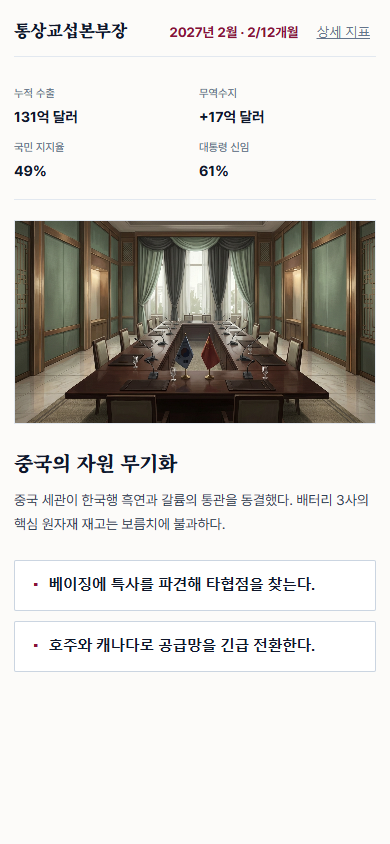 통상교섭본부장
2027년 2월 · 2/12개월
상세 지표
누적 수출
무역수지
131억 달러
+17억 달러
국민 지지율
대통령 신임
49%
61%
중국의 자원 무기화
중국 세관이 한국행 흑연과 갈륨의 통관을 동결했다. 배터리 3사의
핵심 원자재 재고는 보름치에 불과하다.
베이징에 특사를 파견해 타협점을 찾는다.
호주와 캐나다로 공급망을 긴급 전환한다.